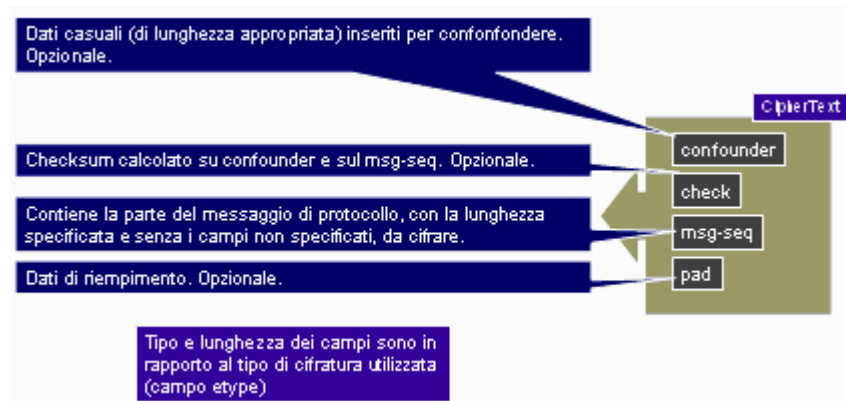 Dati casuali (di lunghezza appropriata) inseriti per confonfondere.
Opzionale.
CiplerText
confounder
Checksum calcolato su confounder e sul msg-seq. Opzionale.
check
Contiene la parte del messaggio di protocollo, con la lunghezza
specificata e senza i campi non specificati, da cifrare.
msg-seq
Dati di riempimento. Opzionale.
pad
Tipo e lunghezza dei campi sono in
rapporto al tipo di cifratura utilizzata
(campo etype)